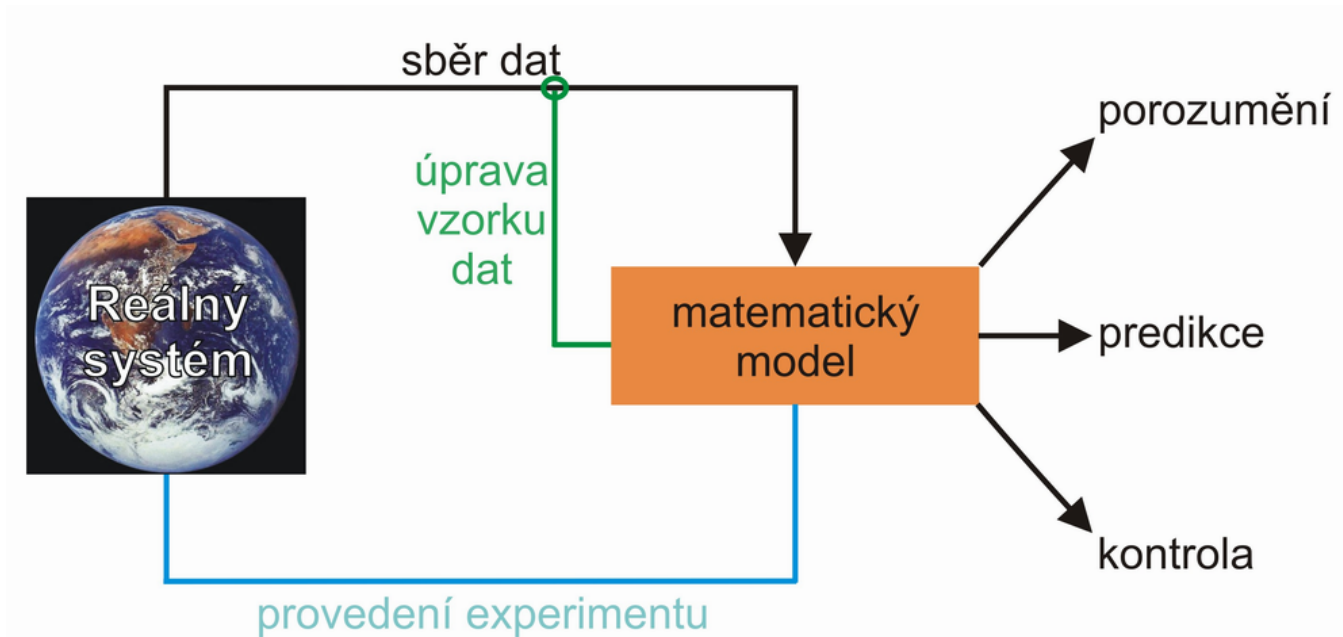 sběr dat
porozumění
úprava
vzorku
dat
Reálný
systém
matematický
model
predikce
kontrola
provedení experimentu